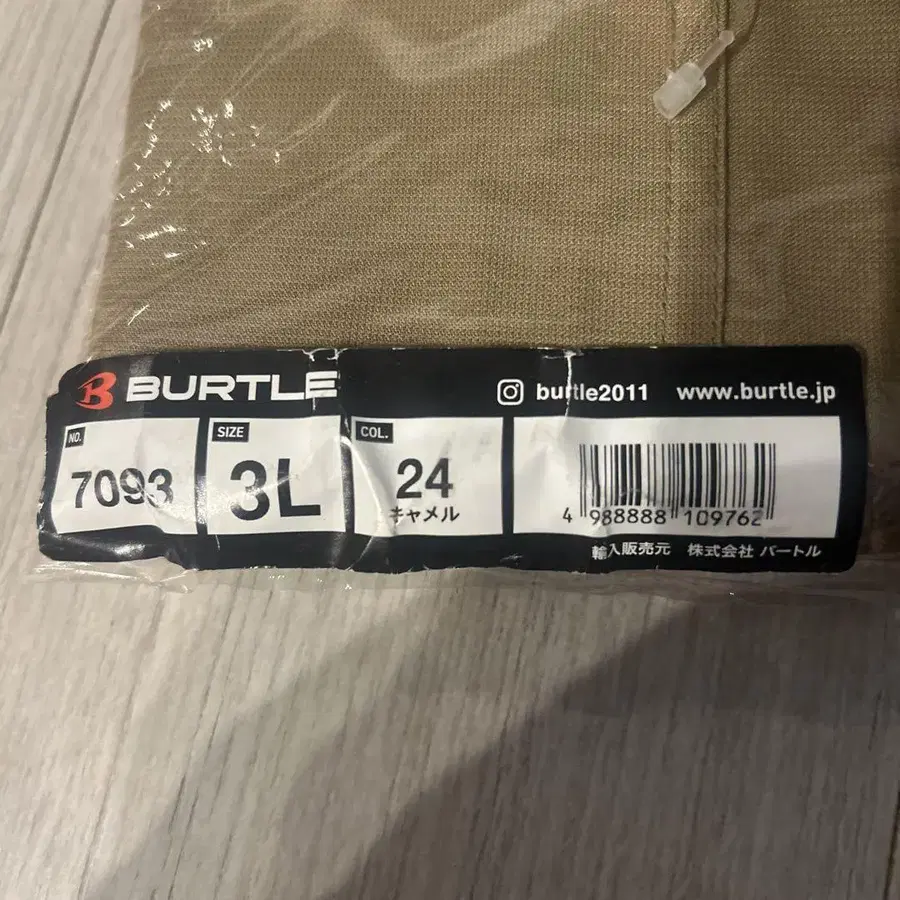 BURTLE
burtle2011 www.burtle.jp
NO. SIZE COL.
7093 3L 24
キャメル
4 988888 109762
輸入販売元 株式会社 バートル